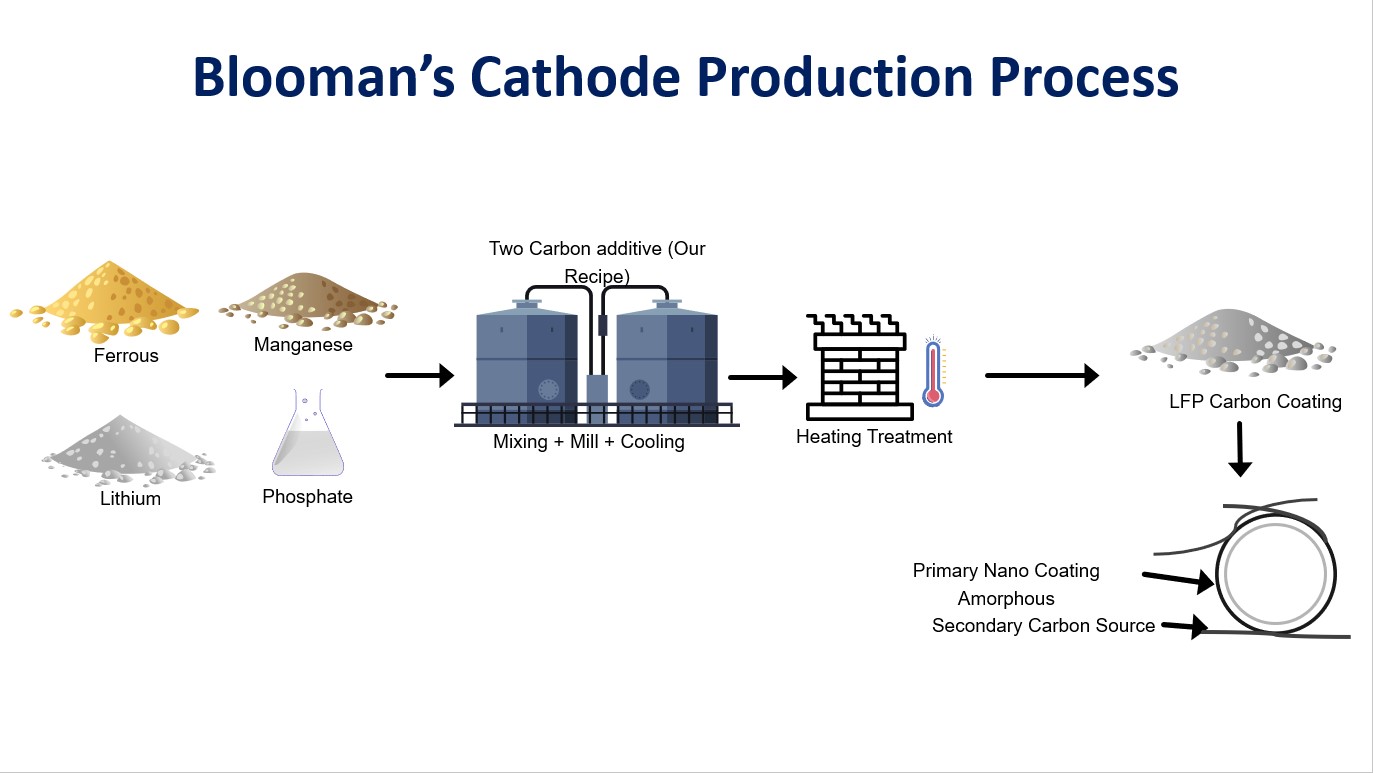 Blooman’s Cathode Production Process
Two Carbon additive (Our
Recipe)
Ferrous
Manganese
Lithium
Phosphate
Mixing + Mill + Cooling
Heating Treatment
LFP Carbon Coating
Primary Nano Coating
Amorphous
Secondary Carbon Source